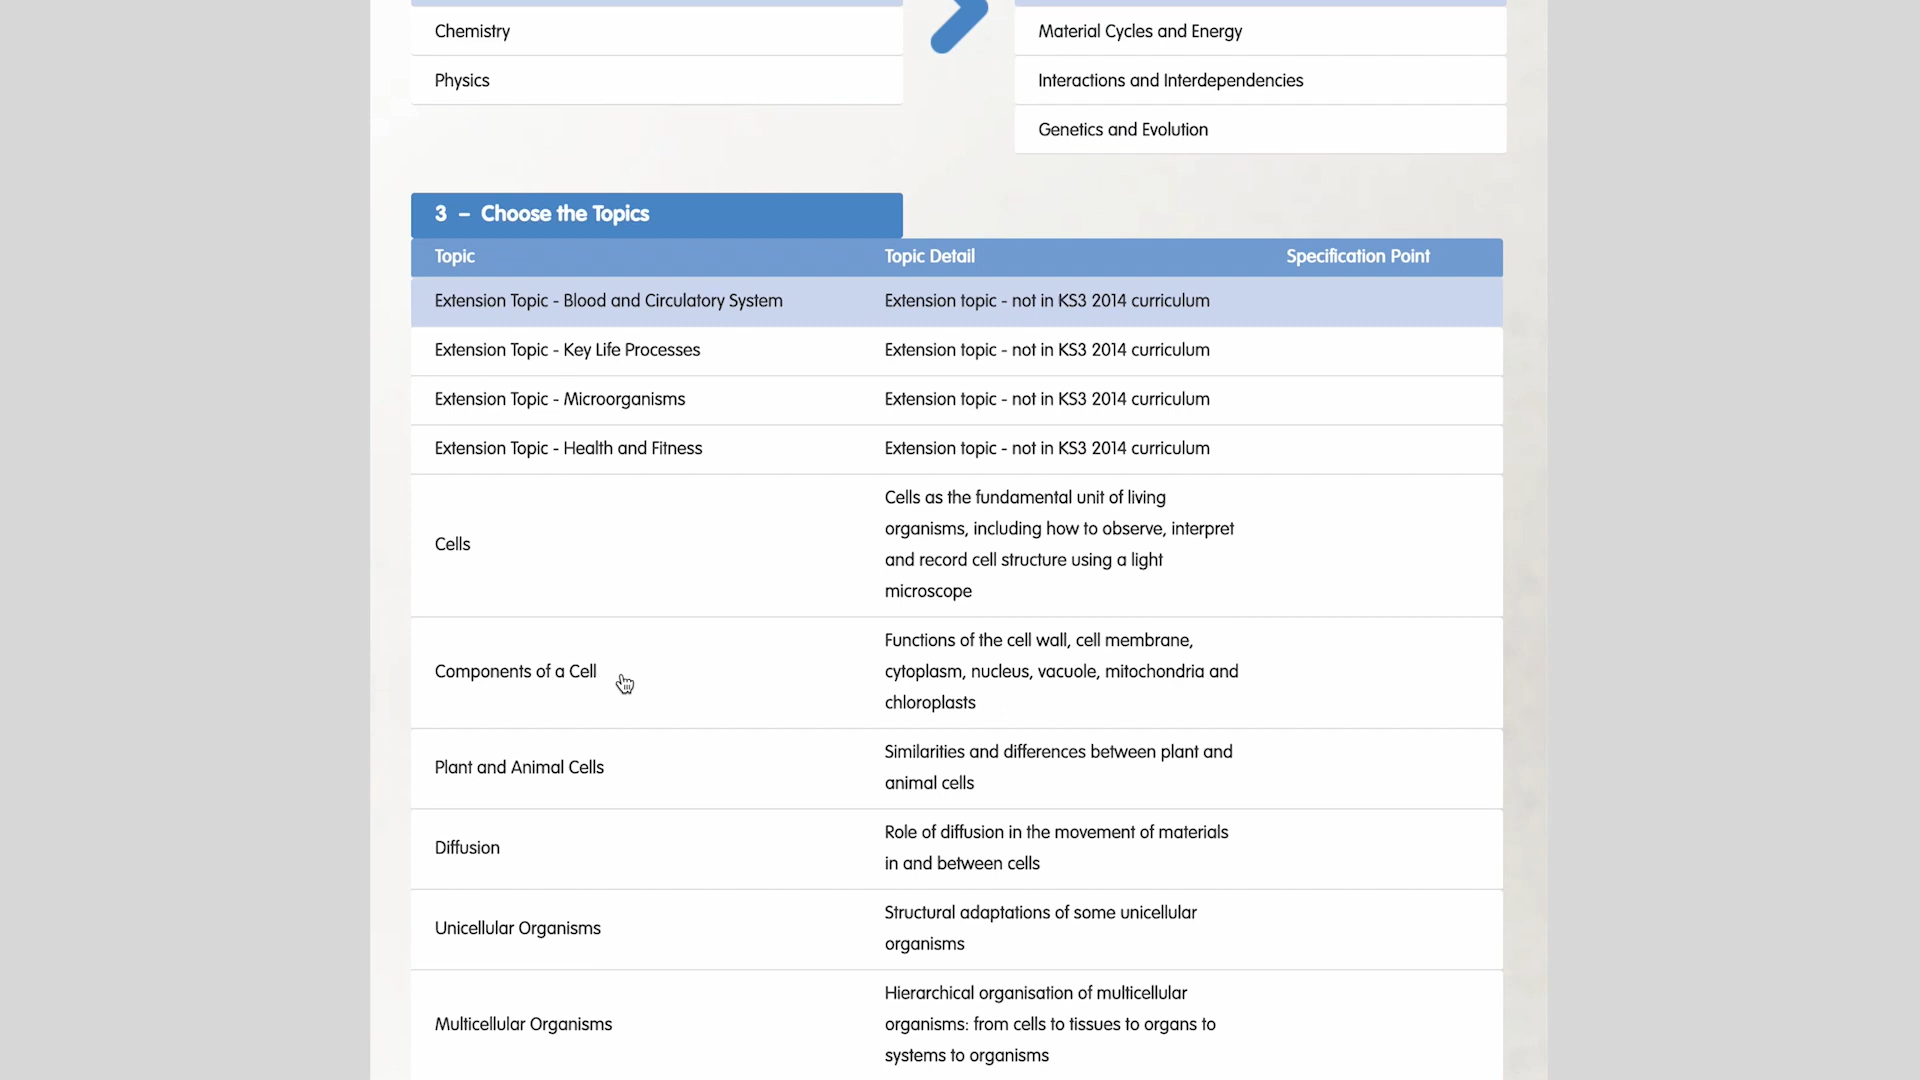 Chemistry
Physics
Material Cycles and Energy
Interactions and Interdependencies
Genetics and Evolution
3 – Choose the Topics
Topic Topic Detail Specification Point
Extension Topic - Blood and Circulatory System Extension topic - not in KS3 2014 curriculum
Extension Topic - Key Life Processes Extension topic - not in KS3 2014 curriculum
Extension Topic - Microorganisms Extension topic - not in KS3 2014 curriculum
Extension Topic - Health and Fitness Extension topic - not in KS3 2014 curriculum
Cells
Cells as the fundamental unit of living
organisms, including how to observe, interpret
and record cell structure using a light
microscope
Components of a Cell
Functions of the cell wall, cell membrane,
cytoplasm, nucleus, vacuole, mitochondria and
chloroplasts
Plant and Animal Cells
Similarities and differences between plant and
animal cells
Diffusion
Role of diffusion in the movement of materials
in and between cells
Unicellular Organisms
Structural adaptations of some unicellular
organisms
Multicellular Organisms
Hierarchical organisation of multicellular
organisms: from cells to tissues to organs to
systems to organisms